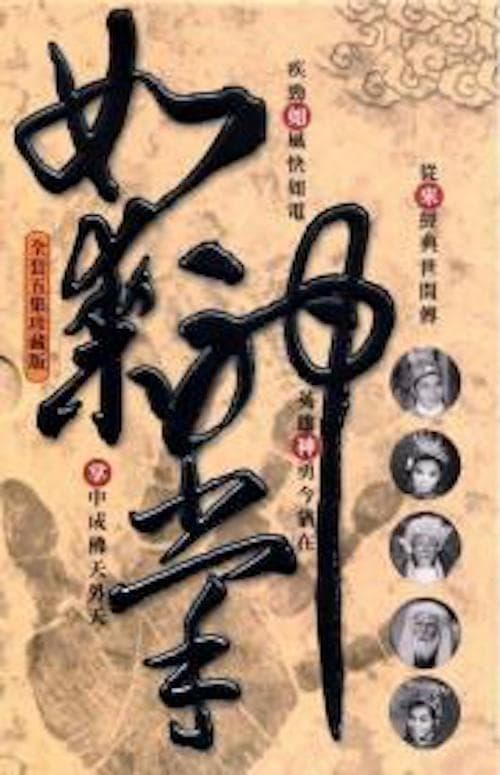 如來神掌
疾勁如風快如電
從來經典世間傳
英雄神勇今猶在
掌中成佛天外天
全套五集珍藏版